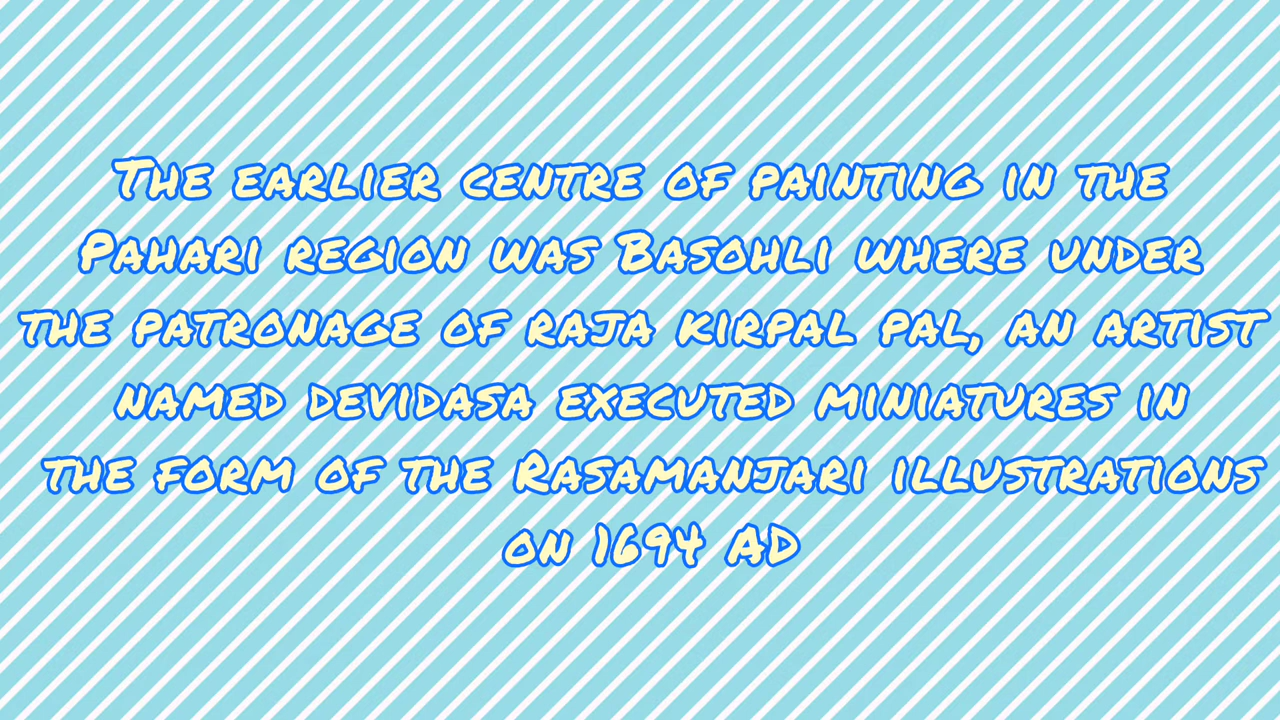 The earlier centre of painting in the
Pahari region was Basohli where under
the patronage of raja kirpal pal, an artist
named devidasa executed miniatures in
the form of the Rasamanjari illustrations
on 1694 AD